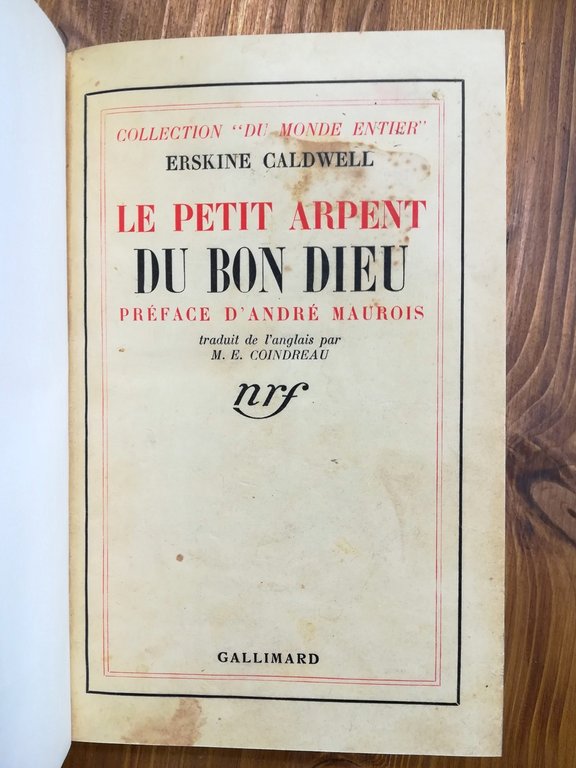 COLLECTION "DU MONDE ENTIER"
ERSKINE CALDWELL
LE PETIT ARPENT
DU BON DIEU
PRÉFACE D'ANDRÉ MAUROIS
traduit de l'anglais par
M. E. COINDREAU
nrf
GALLIMARD